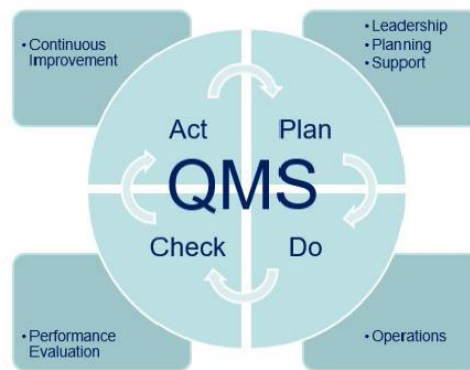 • Continuous
Improvement
• Leadership
• Planning
• Support
Act
Plan
QMS
Check
Do
• Performance
Evaluation
• Operations